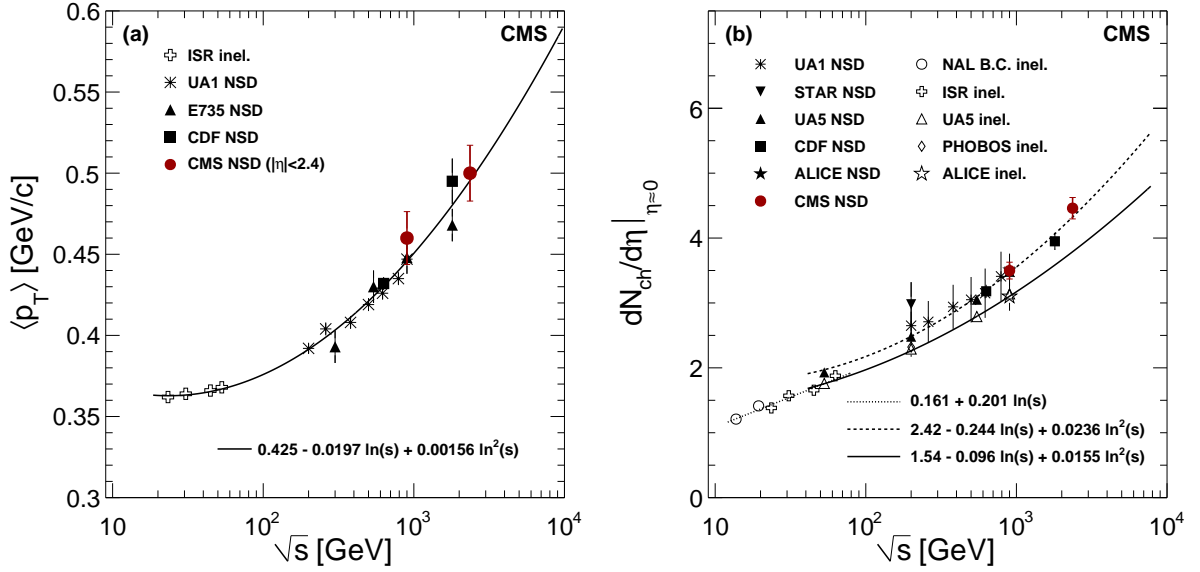 (a) CMS
ISR inel.
UA1 NSD
E735 NSD
CDF NSD
CMS NSD (|η|<2.4)
0.425 - 0.0197 ln(s) + 0.00156 ln²(s)
⟨p_T⟩ [GeV/c]
0.6
0.55
0.5
0.45
0.4
0.35
0.3
10 10² 10³ 10⁴
√s [GeV]
(b) CMS
UA1 NSD
STAR NSD
UA5 NSD
CDF NSD
ALICE NSD
CMS NSD
NAL B.C. inel.
ISR inel.
UA5 inel.
PHOBOS inel.
ALICE inel.
0.161 + 0.201 ln(s)
2.42 - 0.244 ln(s) + 0.0236 ln²(s)
1.54 - 0.096 ln(s) + 0.0155 ln²(s)
dN_ch/dη|_η≈0
6
4
2
0
10 10² 10³ 10⁴
√s [GeV]